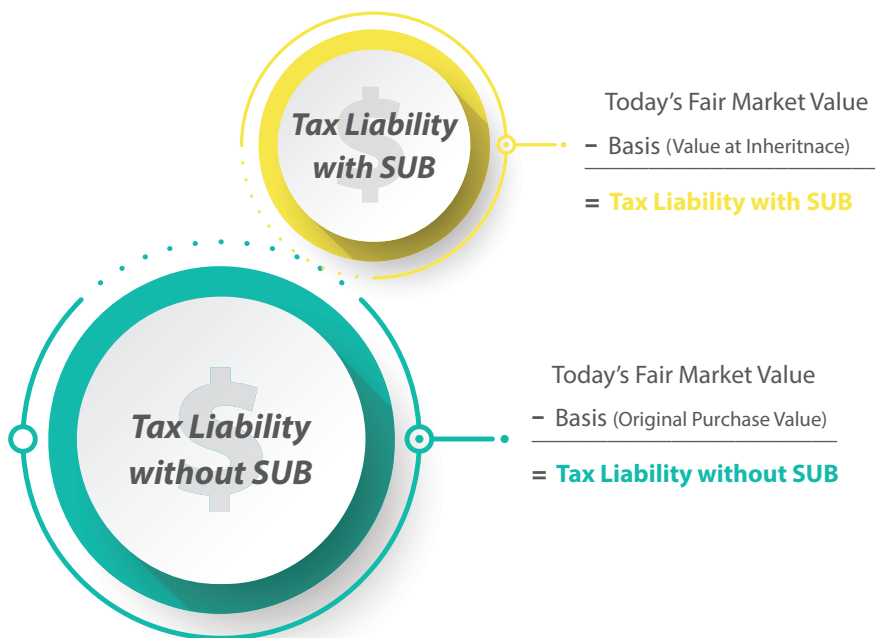 Tax Liability
with SUB
Today’s Fair Market Value
– Basis (Value at Inheritnace)
= Tax Liability with SUB
Tax Liability
without SUB
Today’s Fair Market Value
– Basis (Original Purchase Value)
= Tax Liability without SUB